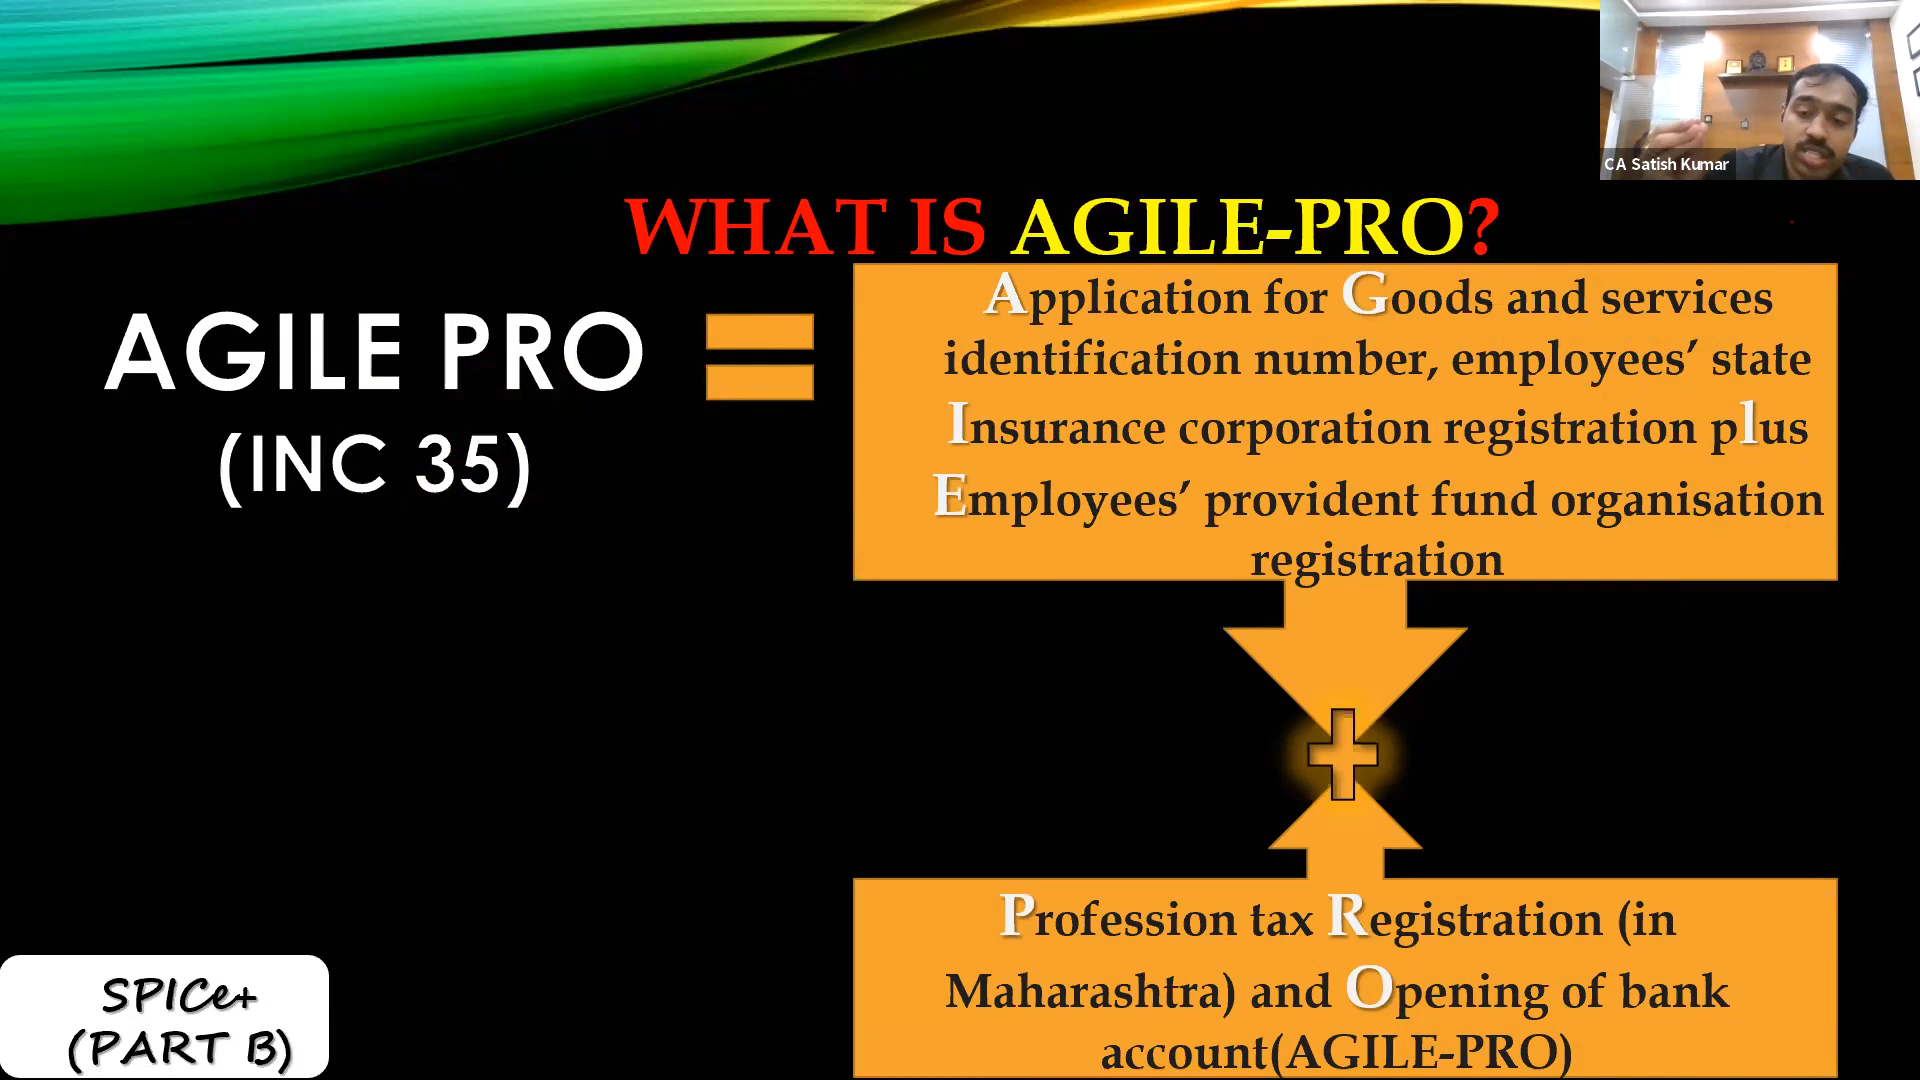 CA Satish Kumar
WHAT IS AGILE-PRO?
AGILE PRO
(INC 35)
Application for Goods and services
identification number, employees’ state
Insurance corporation registration plus
Employees’ provident fund organisation
registration
Profession tax Registration (in
Maharashtra) and Opening of bank
account(AGILE-PRO)
SPICe+
(PART B)